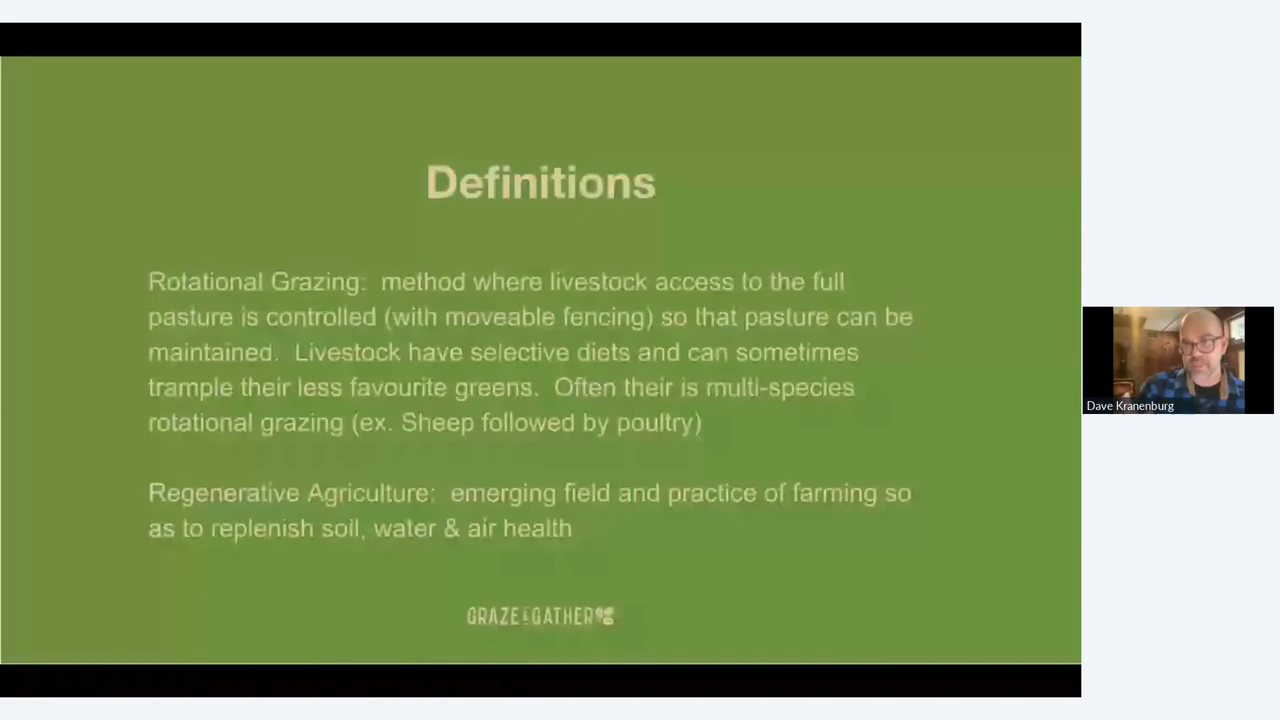 Definitions
Rotational Grazing: method where livestock access to the full
pasture is controlled (with moveable fencing) so that pasture can be
maintained. Livestock have selective diets and can sometimes
trample their less favourite greens. Often their is multi-species
rotational grazing (ex. Sheep followed by poultry)
Regenerative Agriculture: emerging field and practice of farming so
as to replenish soil, water & air health
GRAZE & GATHER
Dave Kranenburg